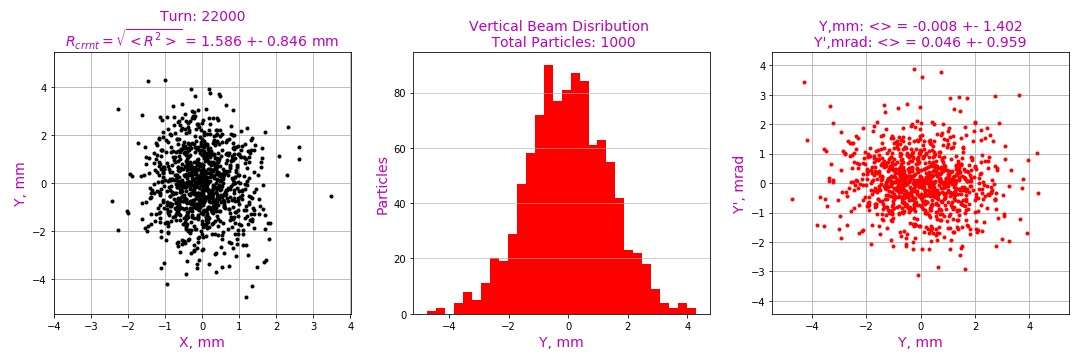 Turn: 22000
R_{crrnt} = \sqrt{<R^2>} = 1.586 +- 0.846 mm
4
2
0
−2
−4
Y, mm
−4 −3 −2 −1 0 1 2 3 4
X, mm
Vertical Beam Disribution
Total Particles: 1000
80
60
40
20
0
Particles
−4 −2 0 2 4
Y, mm
Y,mm: <> = -0.008 +- 1.402
Y',mrad: <> = 0.046 +- 0.959
4
3
2
1
0
−1
−2
−3
−4
Y', mrad
−4 −2 0 2 4
Y, mm